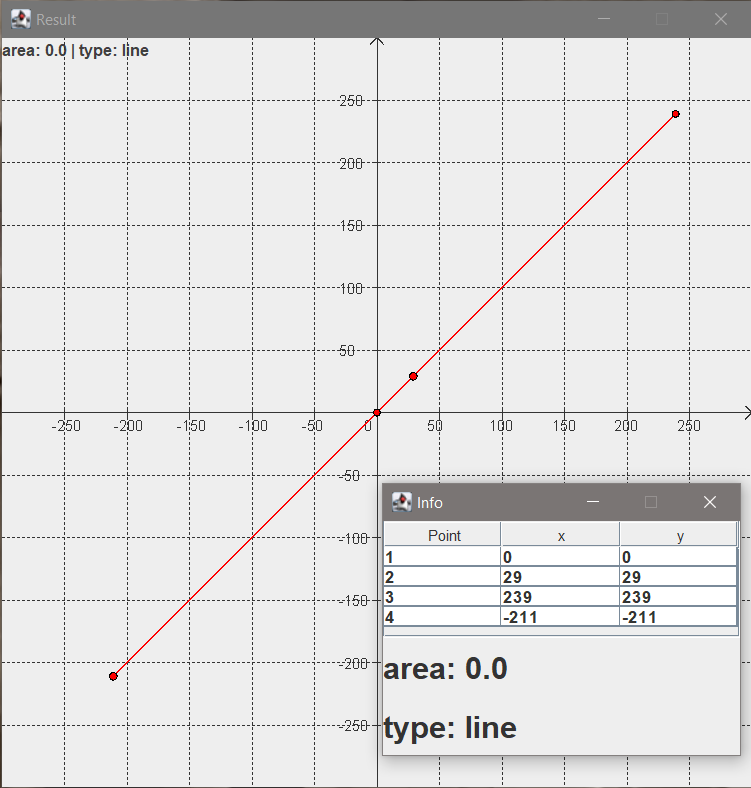 Result
area: 0.0 | type: line
250
200
150
100
50
-250 -200 -150 -100 -50 0 50 100 150 200 250
-50
-100
-150
-200
-250
Info
Point x y
1 0 0
2 29 29
3 239 239
4 -211 -211
area: 0.0
type: line